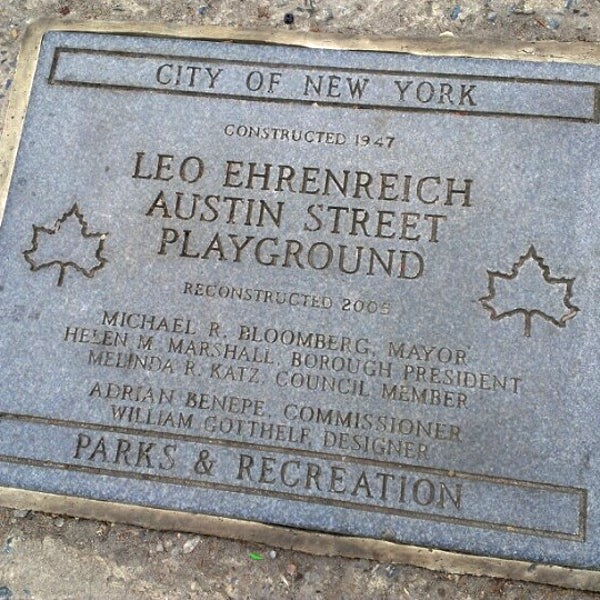 CITY OF NEW YORK
CONSTRUCTED 1947
LEO EHRENREICH
AUSTIN STREET
PLAYGROUND
RECONSTRUCTED 2005
MICHAEL R. BLOOMBERG, MAYOR
HELEN M. MARSHALL, BOROUGH PRESIDENT
MELINDA R. KATZ, COUNCIL MEMBER
ADRIAN BENEPE, COMMISSIONER
WILLIAM GOTTHELF, DESIGNER
PARKS & RECREATION